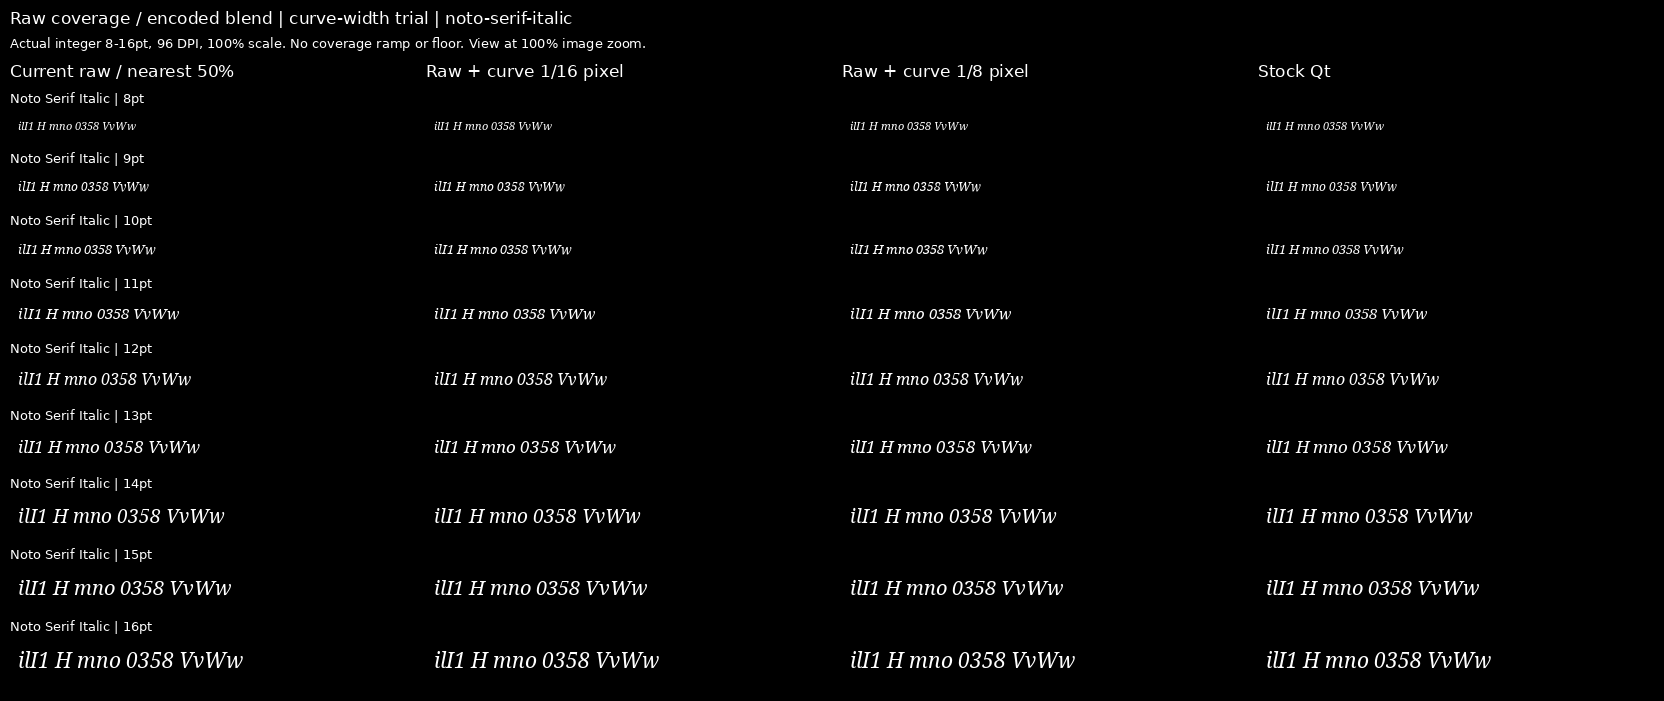 Raw coverage / encoded blend | curve-width trial | noto-serif-italic
Actual integer 8-16pt, 96 DPI, 100% scale. No coverage ramp or floor. View at 100% image zoom.
Current raw / nearest 50% Raw + curve 1/16 pixel Raw + curve 1/8 pixel Stock Qt
Noto Serif Italic | 8pt
ilI1 H mno 0358 VvWw ilI1 H mno 0358 VvWw ilI1 H mno 0358 VvWw ilI1 H mno 0358 VvWw
Noto Serif Italic | 9pt
ilI1 H mno 0358 VvWw ilI1 H mno 0358 VvWw ilI1 H mno 0358 VvWw ilI1 H mno 0358 VvWw
Noto Serif Italic | 10pt
ilI1 H mno 0358 VvWw ilI1 H mno 0358 VvWw ilI1 H mno 0358 VvWw ilI1 H mno 0358 VvWw
Noto Serif Italic | 11pt
ilI1 H mno 0358 VvWw ilI1 H mno 0358 VvWw ilI1 H mno 0358 VvWw ilI1 H mno 0358 VvWw
Noto Serif Italic | 12pt
ilI1 H mno 0358 VvWw ilI1 H mno 0358 VvWw ilI1 H mno 0358 VvWw ilI1 H mno 0358 VvWw
Noto Serif Italic | 13pt
ilI1 H mno 0358 VvWw ilI1 H mno 0358 VvWw ilI1 H mno 0358 VvWw ilI1 H mno 0358 VvWw
Noto Serif Italic | 14pt
ilI1 H mno 0358 VvWw ilI1 H mno 0358 VvWw ilI1 H mno 0358 VvWw ilI1 H mno 0358 VvWw
Noto Serif Italic | 15pt
ilI1 H mno 0358 VvWw ilI1 H mno 0358 VvWw ilI1 H mno 0358 VvWw ilI1 H mno 0358 VvWw
Noto Serif Italic | 16pt
ilI1 H mno 0358 VvWw ilI1 H mno 0358 VvWw ilI1 H mno 0358 VvWw ilI1 H mno 0358 VvWw